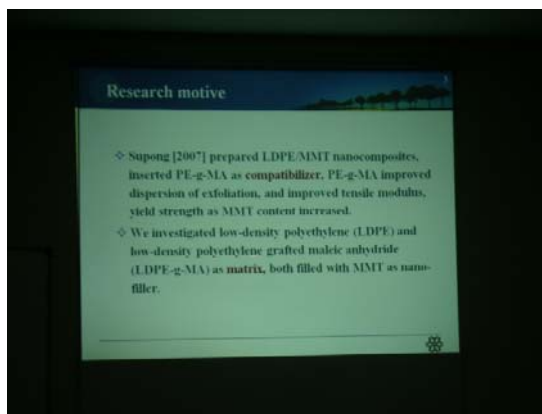 Research motive
Supong [2007] prepared LDPE/MMT nanocomposites,
inserted PE-g-MA as compatibilizer, PE-g-MA improved
dispersion of exfoliation, and improved tensile modulus,
yield strength as MMT content increased.
We investigated low-density polyethylene (LDPE) and
low-density polyethylene grafted maleic anhydride
(LDPE-g-MA) as matrix, both filled with MMT as nano-
filler.